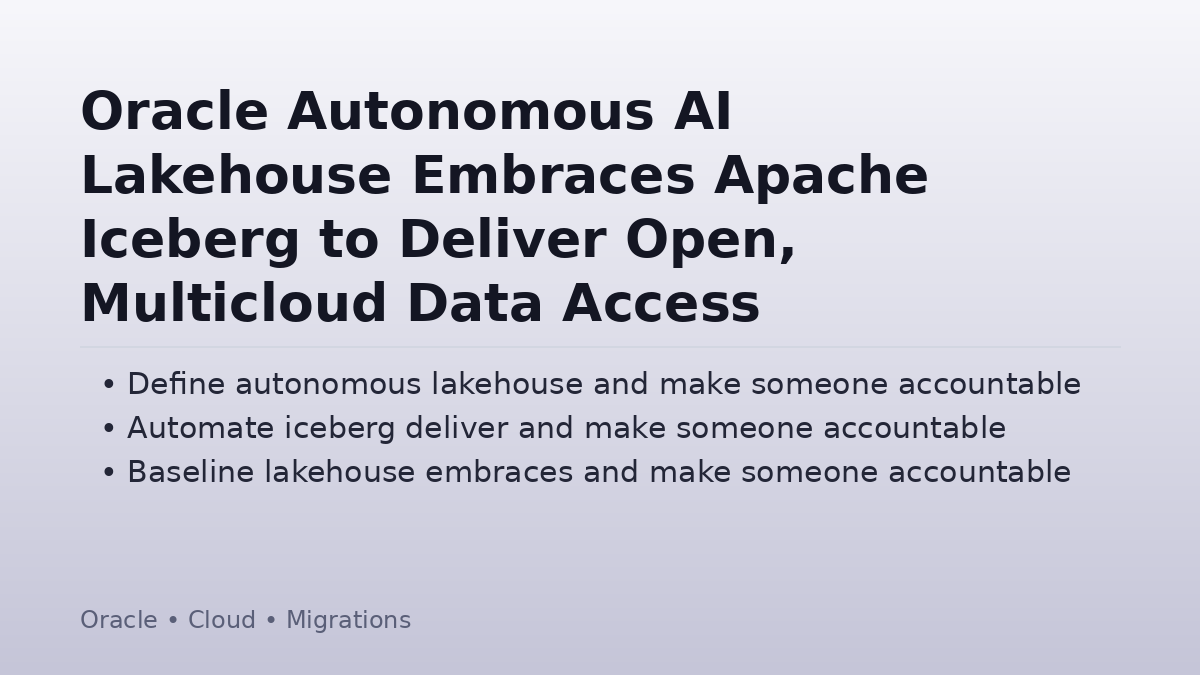 Oracle Autonomous AI
Lakehouse Embraces Apache
Iceberg to Deliver Open,
Multicloud Data Access
• Define autonomous lakehouse and make someone accountable
• Automate iceberg deliver and make someone accountable
• Baseline lakehouse embraces and make someone accountable
Oracle • Cloud • Migrations